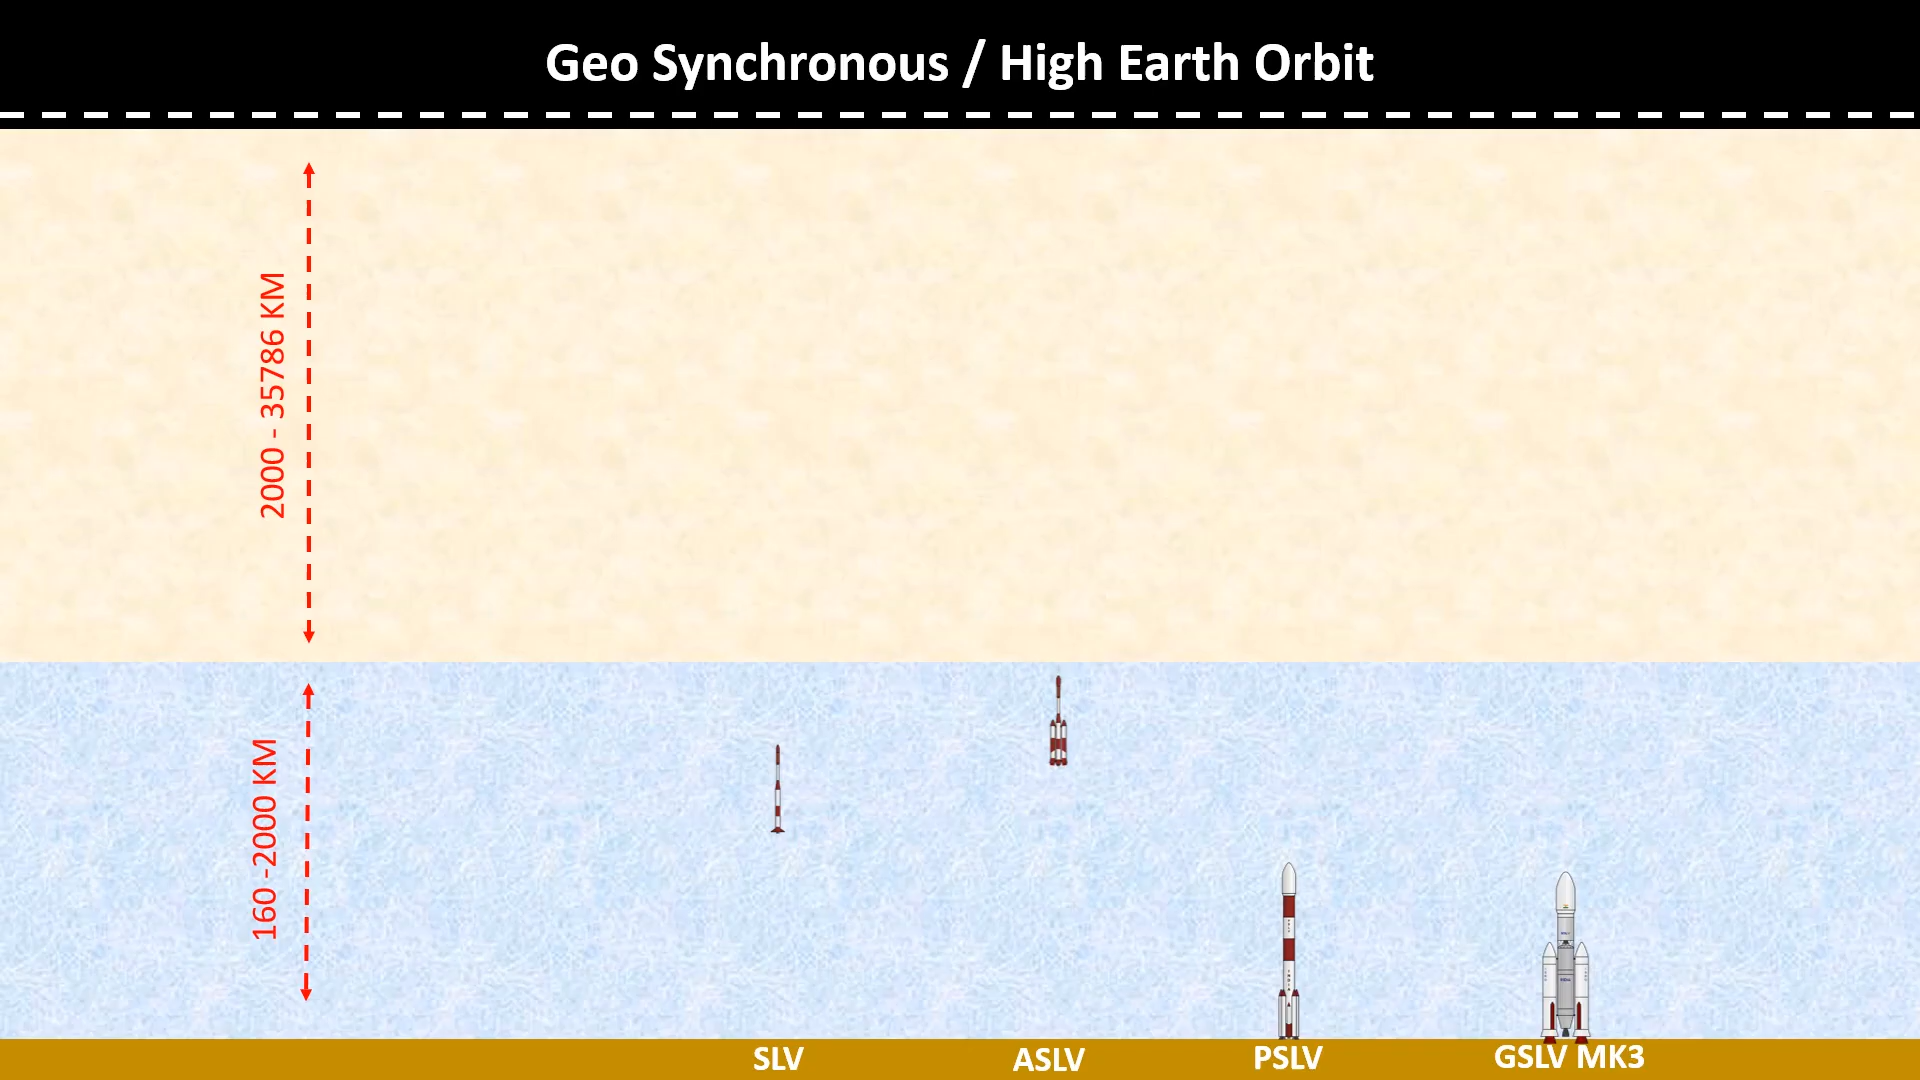 Geo Synchronous / High Earth Orbit
2000 - 35786 KM
160 -2000 KM
SLV
ASLV
PSLV
GSLV MK3